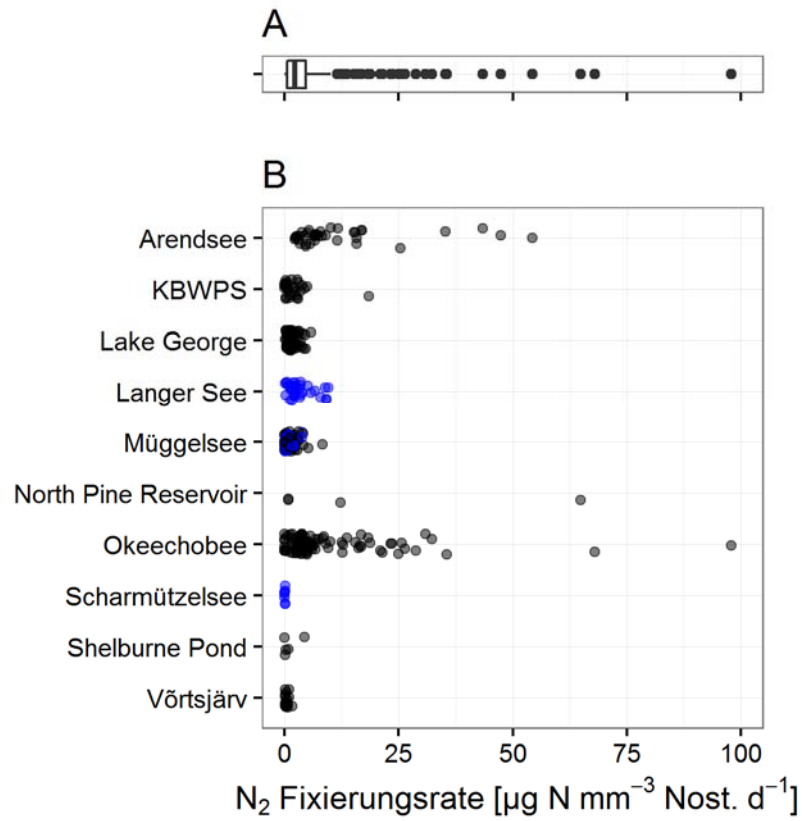 A
B
Arendsee
KBWPS
Lake George
Langer See
Müggelsee
North Pine Reservoir
Okeechobee
Scharmützelsee
Shelburne Pond
Võrtsjärv
0 25 50 75 100
N₂ Fixierungsrate [µg N mm⁻³ Nost. d⁻¹]